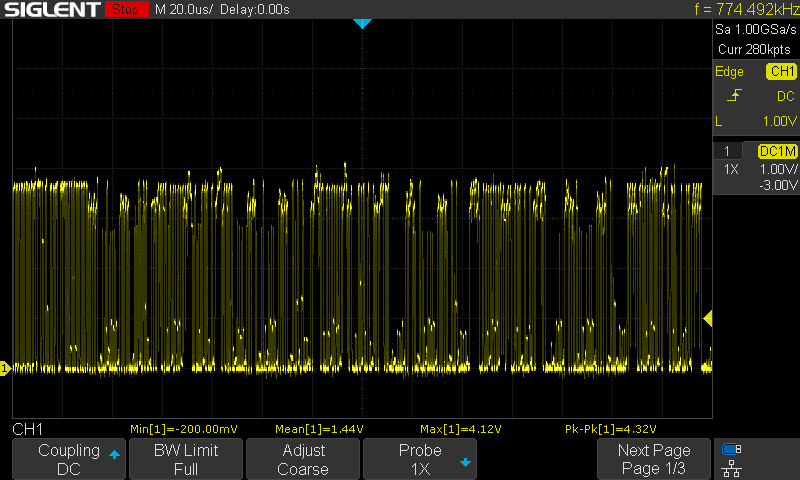 SIGLENT Stop M 20.0us/ Delay:0.00s f = 774.492kHz
Sa 1.00GSa/s
Curr 280kpts
Edge CH1
DC
L 1.00V
1 DC1M
1X 1.00V/
-3.00V
1
CH1 Min[1]=-200.00mV Mean[1]=1.44V Max[1]=4.12V Pk-Pk[1]=4.32V
Coupling BW Limit Adjust Probe Next Page
DC Full Coarse 1X Page 1/3